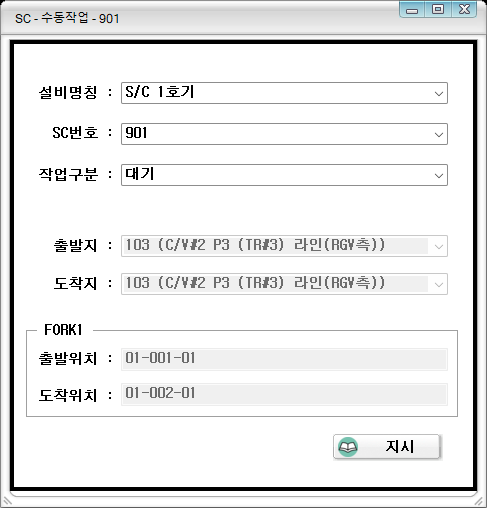 SC - 수동작업 - 901
설비명칭 : S/C 1호기
SC번호 : 901
작업구분 : 대기
출발지 : 103 (C/V#2 P3 (TR#3) 라인(RGV측))
도착지 : 103 (C/V#2 P3 (TR#3) 라인(RGV측))
FORK1
출발위치 : 01-001-01
도착위치 : 01-002-01
지시